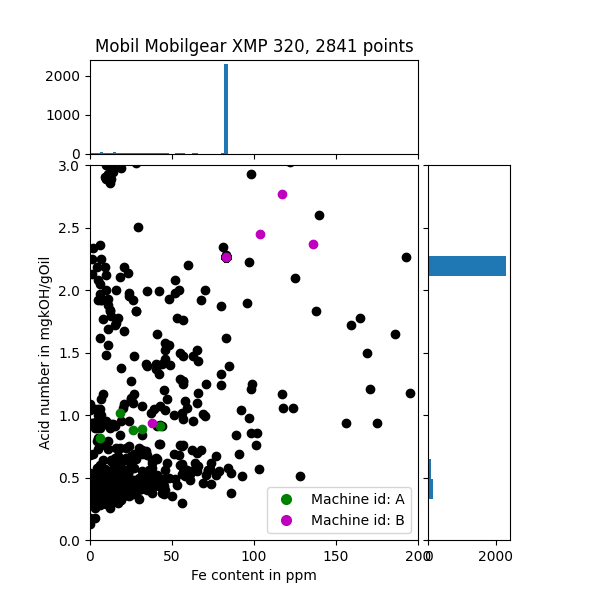 Mobil Mobilgear XMP 320, 2841 points
2000
1000
0
3.0
2.5
2.0
1.5
1.0
0.5
0.0
Acid number in mgkOH/gOil
Machine id: A
Machine id: B
0 50 100 150 200 0 2000
Fe content in ppm